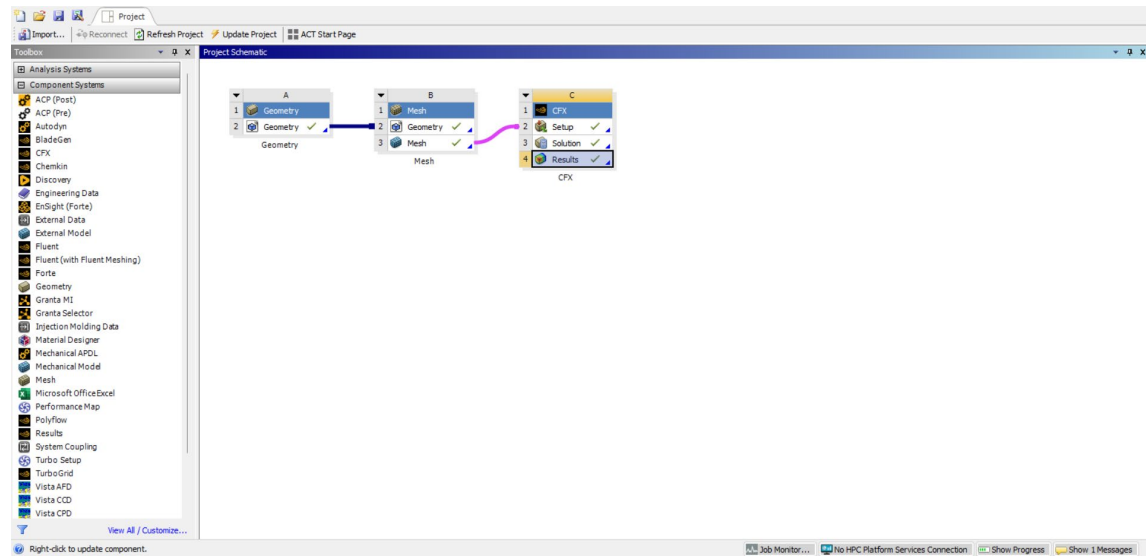 Project
Import... Reconnect Refresh Project Update Project ACT Start Page
Toolbox
Analysis Systems
Component Systems
ACP (Post)
ACP (Pre)
Autodyn
BladeGen
CFX
Chemkin
Discovery
Engineering Data
EnSight (Forte)
External Data
External Model
Fluent
Fluent (with Fluent Meshing)
Forte
Geometry
Granta MI
Granta Selector
Injection Molding Data
Material Designer
Mechanical APDL
Mechanical Model
Mesh
Microsoft Office Excel
Performance Map
Polyflow
Results
System Coupling
Turbo Setup
TurboGrid
Vista AFD
Vista CCD
Vista CPD
View All / Customize...
Project Schematic
A
1 Geometry
2 Geometry
Geometry
B
1 Mesh
2 Geometry
3 Mesh
Mesh
C
1 CFX
2 Setup
3 Solution
4 Results
CFX
Right-click to update component.
Job Monitor... No HPC Platform Services Connection Show Progress Show 1 Messages